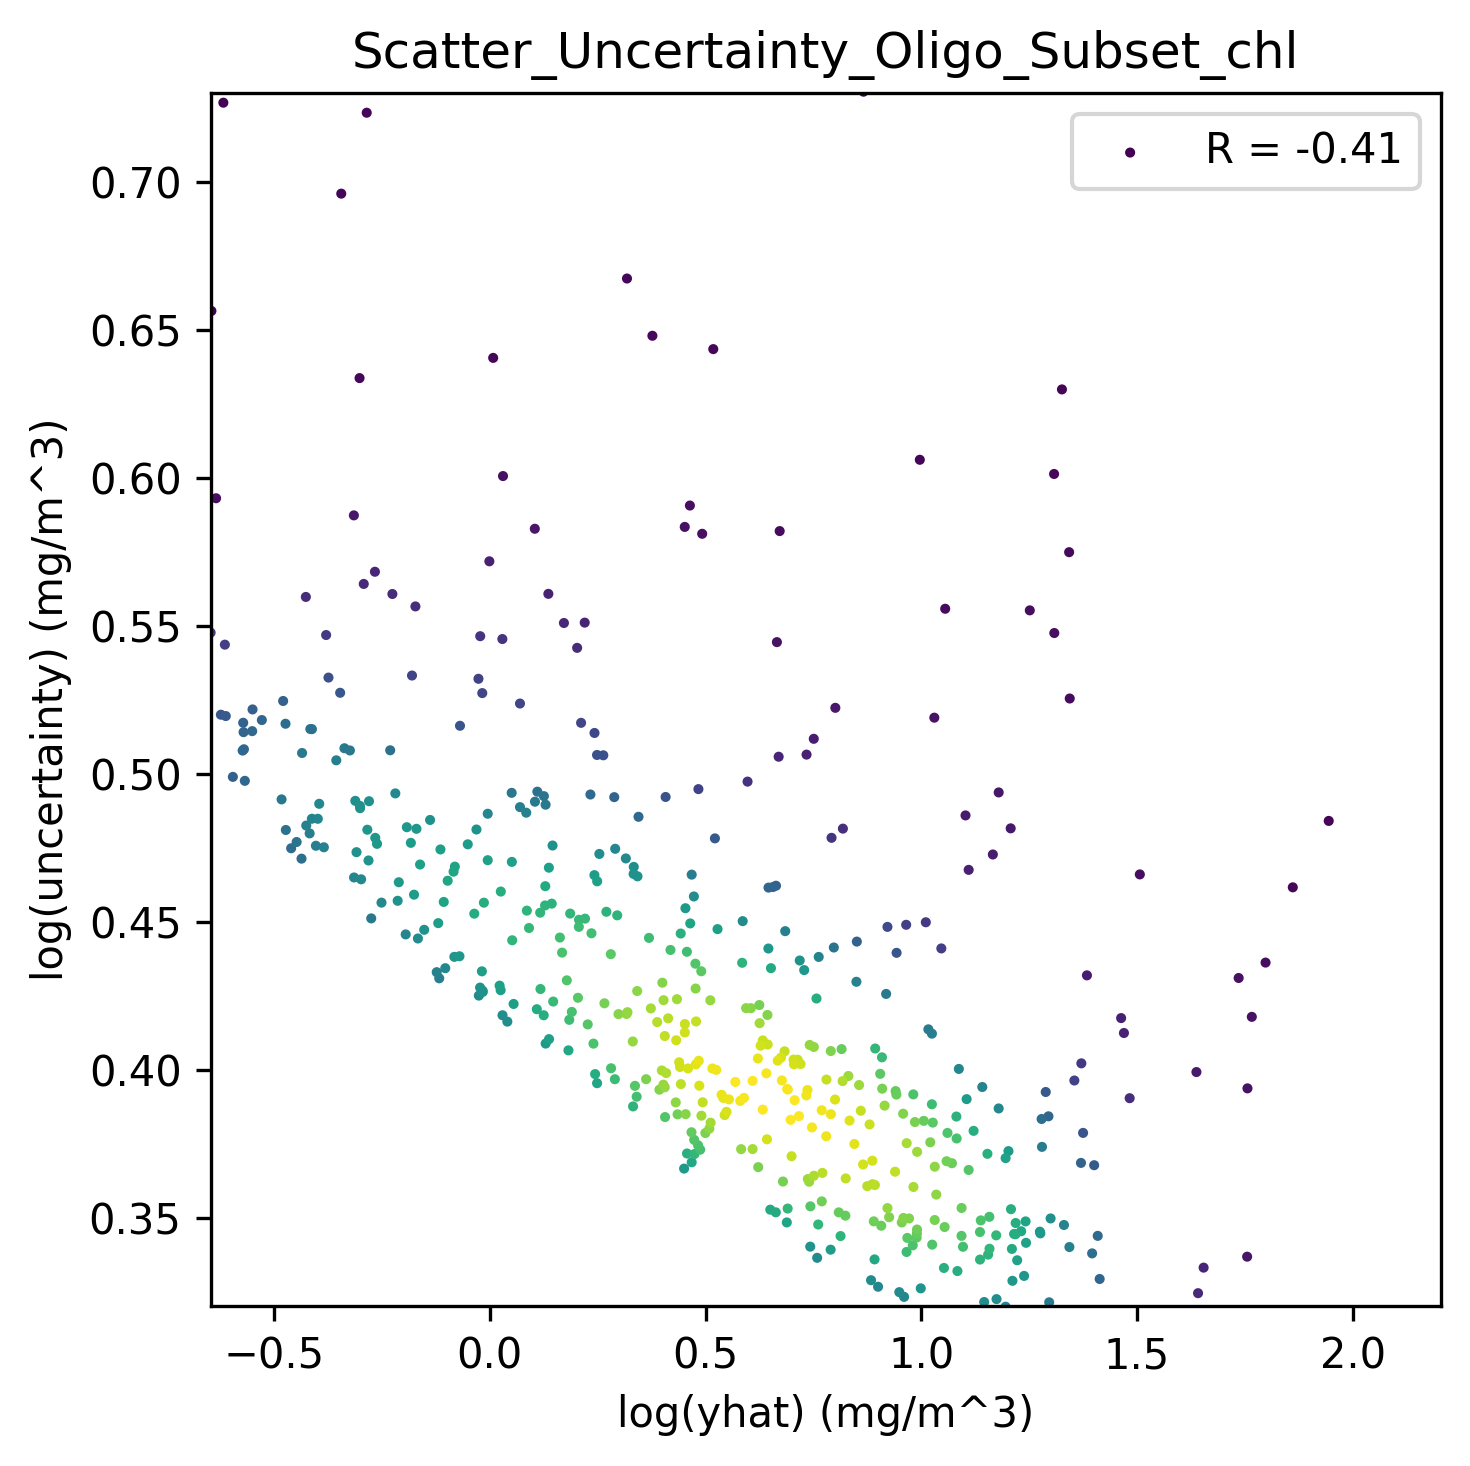 Scatter_Uncertainty_Oligo_Subset_chl
R = -0.41
log(uncertainty) (mg/m^3)
0.70
0.65
0.60
0.55
0.50
0.45
0.40
0.35
−0.5 0.0 0.5 1.0 1.5 2.0
log(yhat) (mg/m^3)